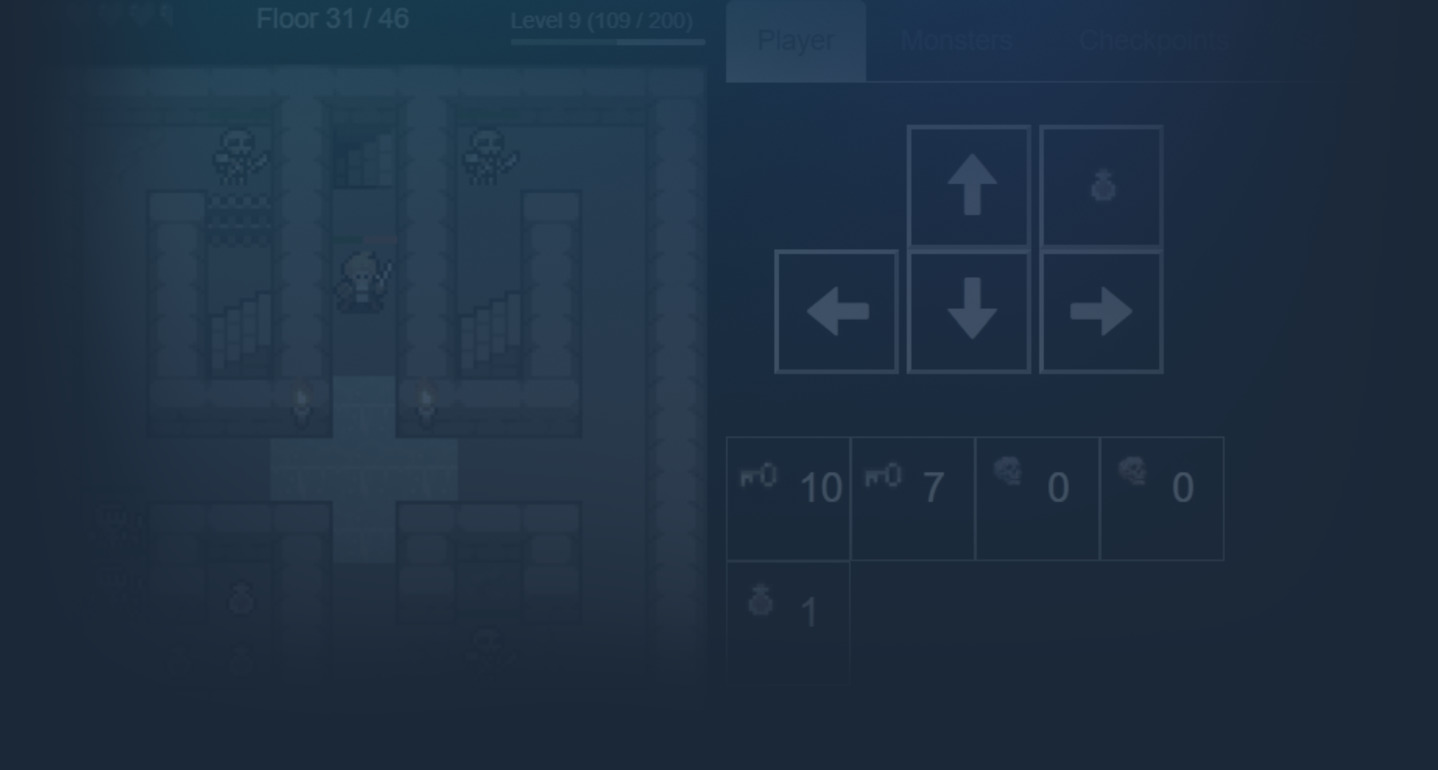 Floor 31 / 46
Level 9 (109 / 200)
Player
Monsters
Checkpoints
10
7
0
0
1